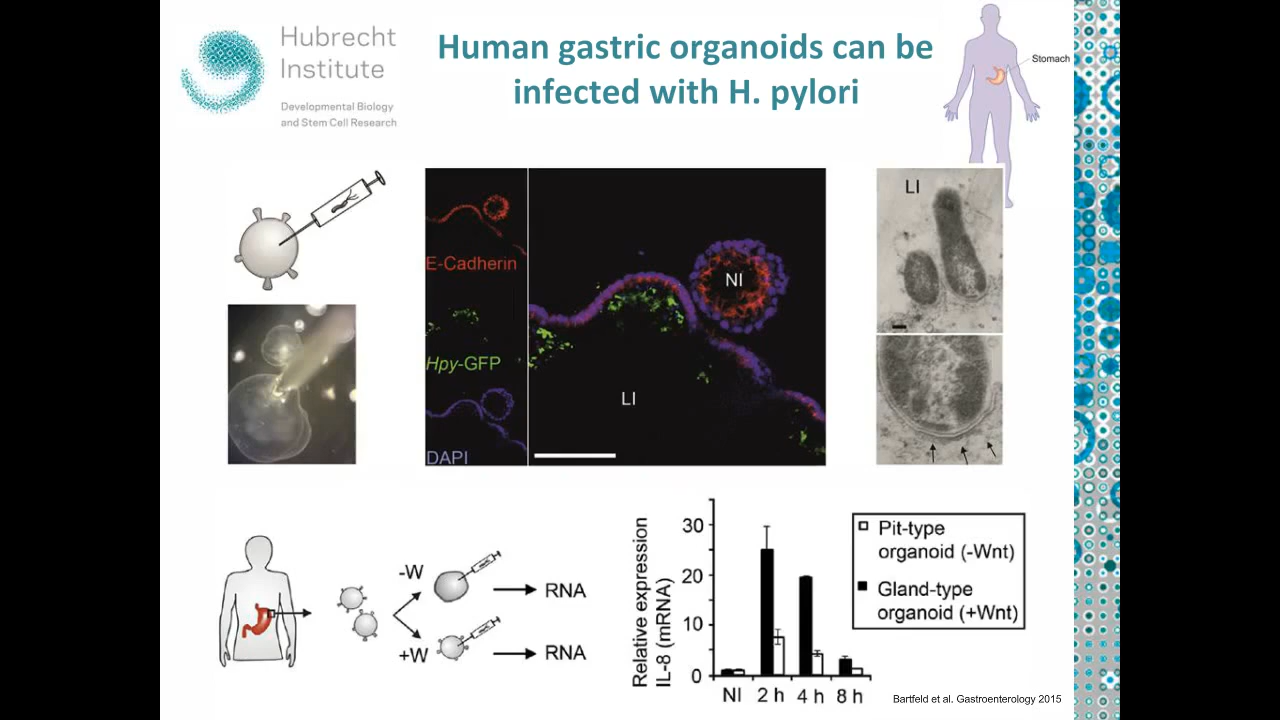 Hubrecht
Institute
Developmental Biology
and Stem Cell Research
Human gastric organoids can be
infected with H. pylori
Stomach
E-Cadherin
Hpy-GFP
DAPI
NI
LI
LI
-W
+W
RNA
RNA
Relative expression
IL-8 (mRNA)
30
20
10
0
NI 2 h 4 h 8 h
Pit-type
organoid (-Wnt)
Gland-type
organoid (+Wnt)
Bartfeld et al. Gastroenterology 2015